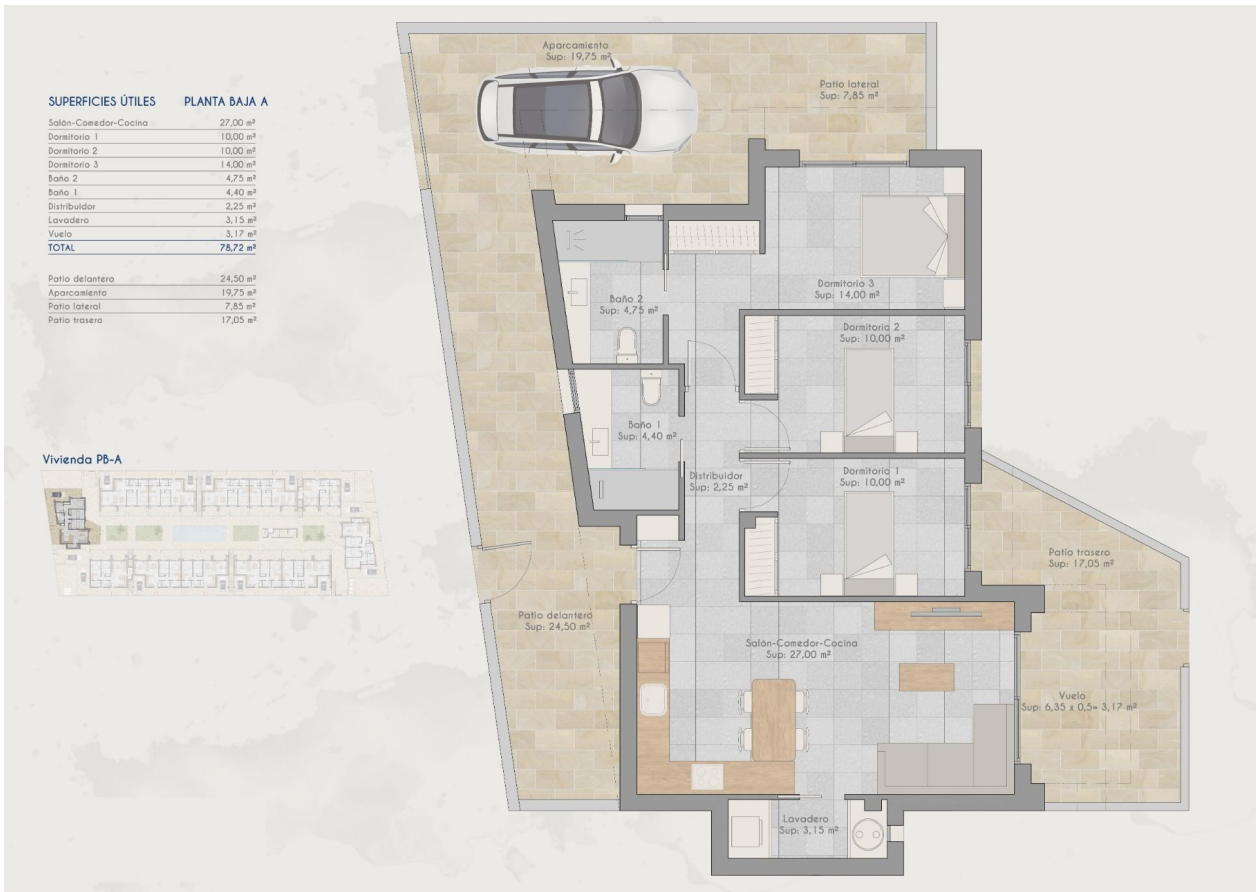 SUPERFICIES ÚTILES PLANTA BAJA A
Salón-Comedor-Cocina 27,00 m²
Dormitorio 1 10,00 m²
Dormitorio 2 10,00 m²
Dormitorio 3 14,00 m²
Baño 2 4,75 m²
Baño 1 4,40 m²
Distribuidor 2,25 m²
Lavadero 3,15 m²
Vuelo 3,17 m²
TOTAL 78,72 m²
Patio delantero 24,50 m²
Aparcamiento 19,75 m²
Patio lateral 7,85 m²
Patio trasero 17,05 m²
Vivienda PB-A
Aparcamiento
Sup: 19,75 m²
Patio lateral
Sup: 7,85 m²
Dormitorio 3
Sup: 14,00 m²
Baño 2
Sup: 4,75 m²
Dormitorio 2
Sup: 10,00 m²
Baño 1
Sup: 4,40 m²
Distribuidor
Sup: 2,25 m²
Dormitorio 1
Sup: 10,00 m²
Patio trasero
Sup: 17,05 m²
Patio delantero
Sup: 24,50 m²
Salón-Comedor-Cocina
Sup: 27,00 m²
Vuelo
Sup: 6,35 x 0,5= 3,17 m²
Lavadero
Sup: 3,15 m²